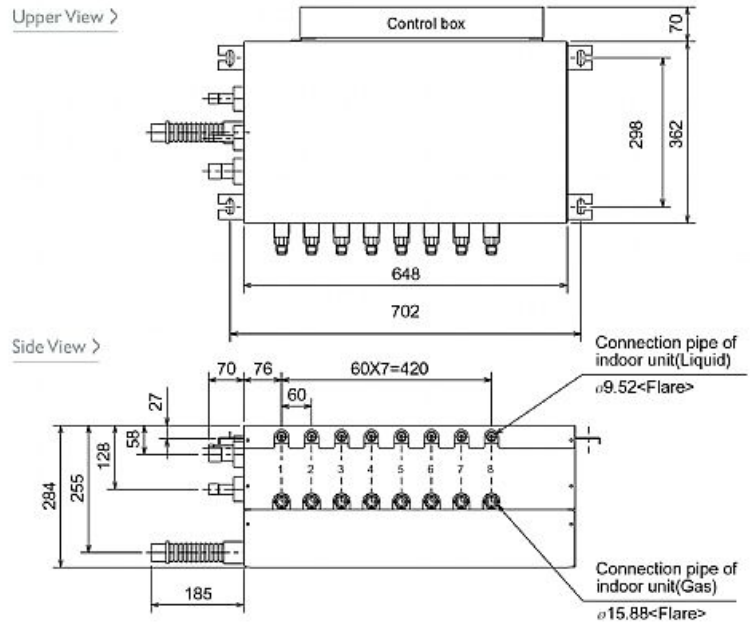 Upper View >
Control box
70
298
362
648
702
Side View >
70
76
60X7=420
60
27
58
128
255
284
185
1 2 3 4 5 6 7 8
Connection pipe of
indoor unit(Liquid)
ø9.52<Flare>
Connection pipe of
indoor unit(Gas)
ø15.88<Flare>